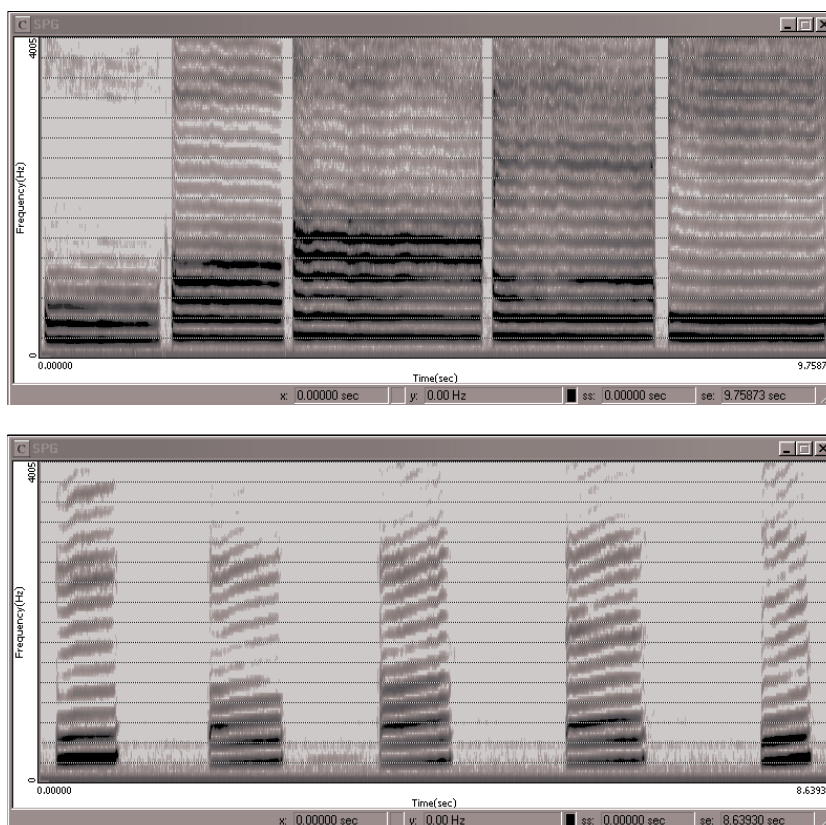 C SPG
4005
Frequency(Hz)
0
0.00000
9.7587
Time(sec)
x: 0.00000 sec y: 0.00 Hz ss: 0.00000 sec se: 9.75873 sec
C SPG
4005
Frequency(Hz)
0
0.00000
8.6393
Time(sec)
x: 0.00000 sec y: 0.00 Hz ss: 0.00000 sec se: 8.63930 sec